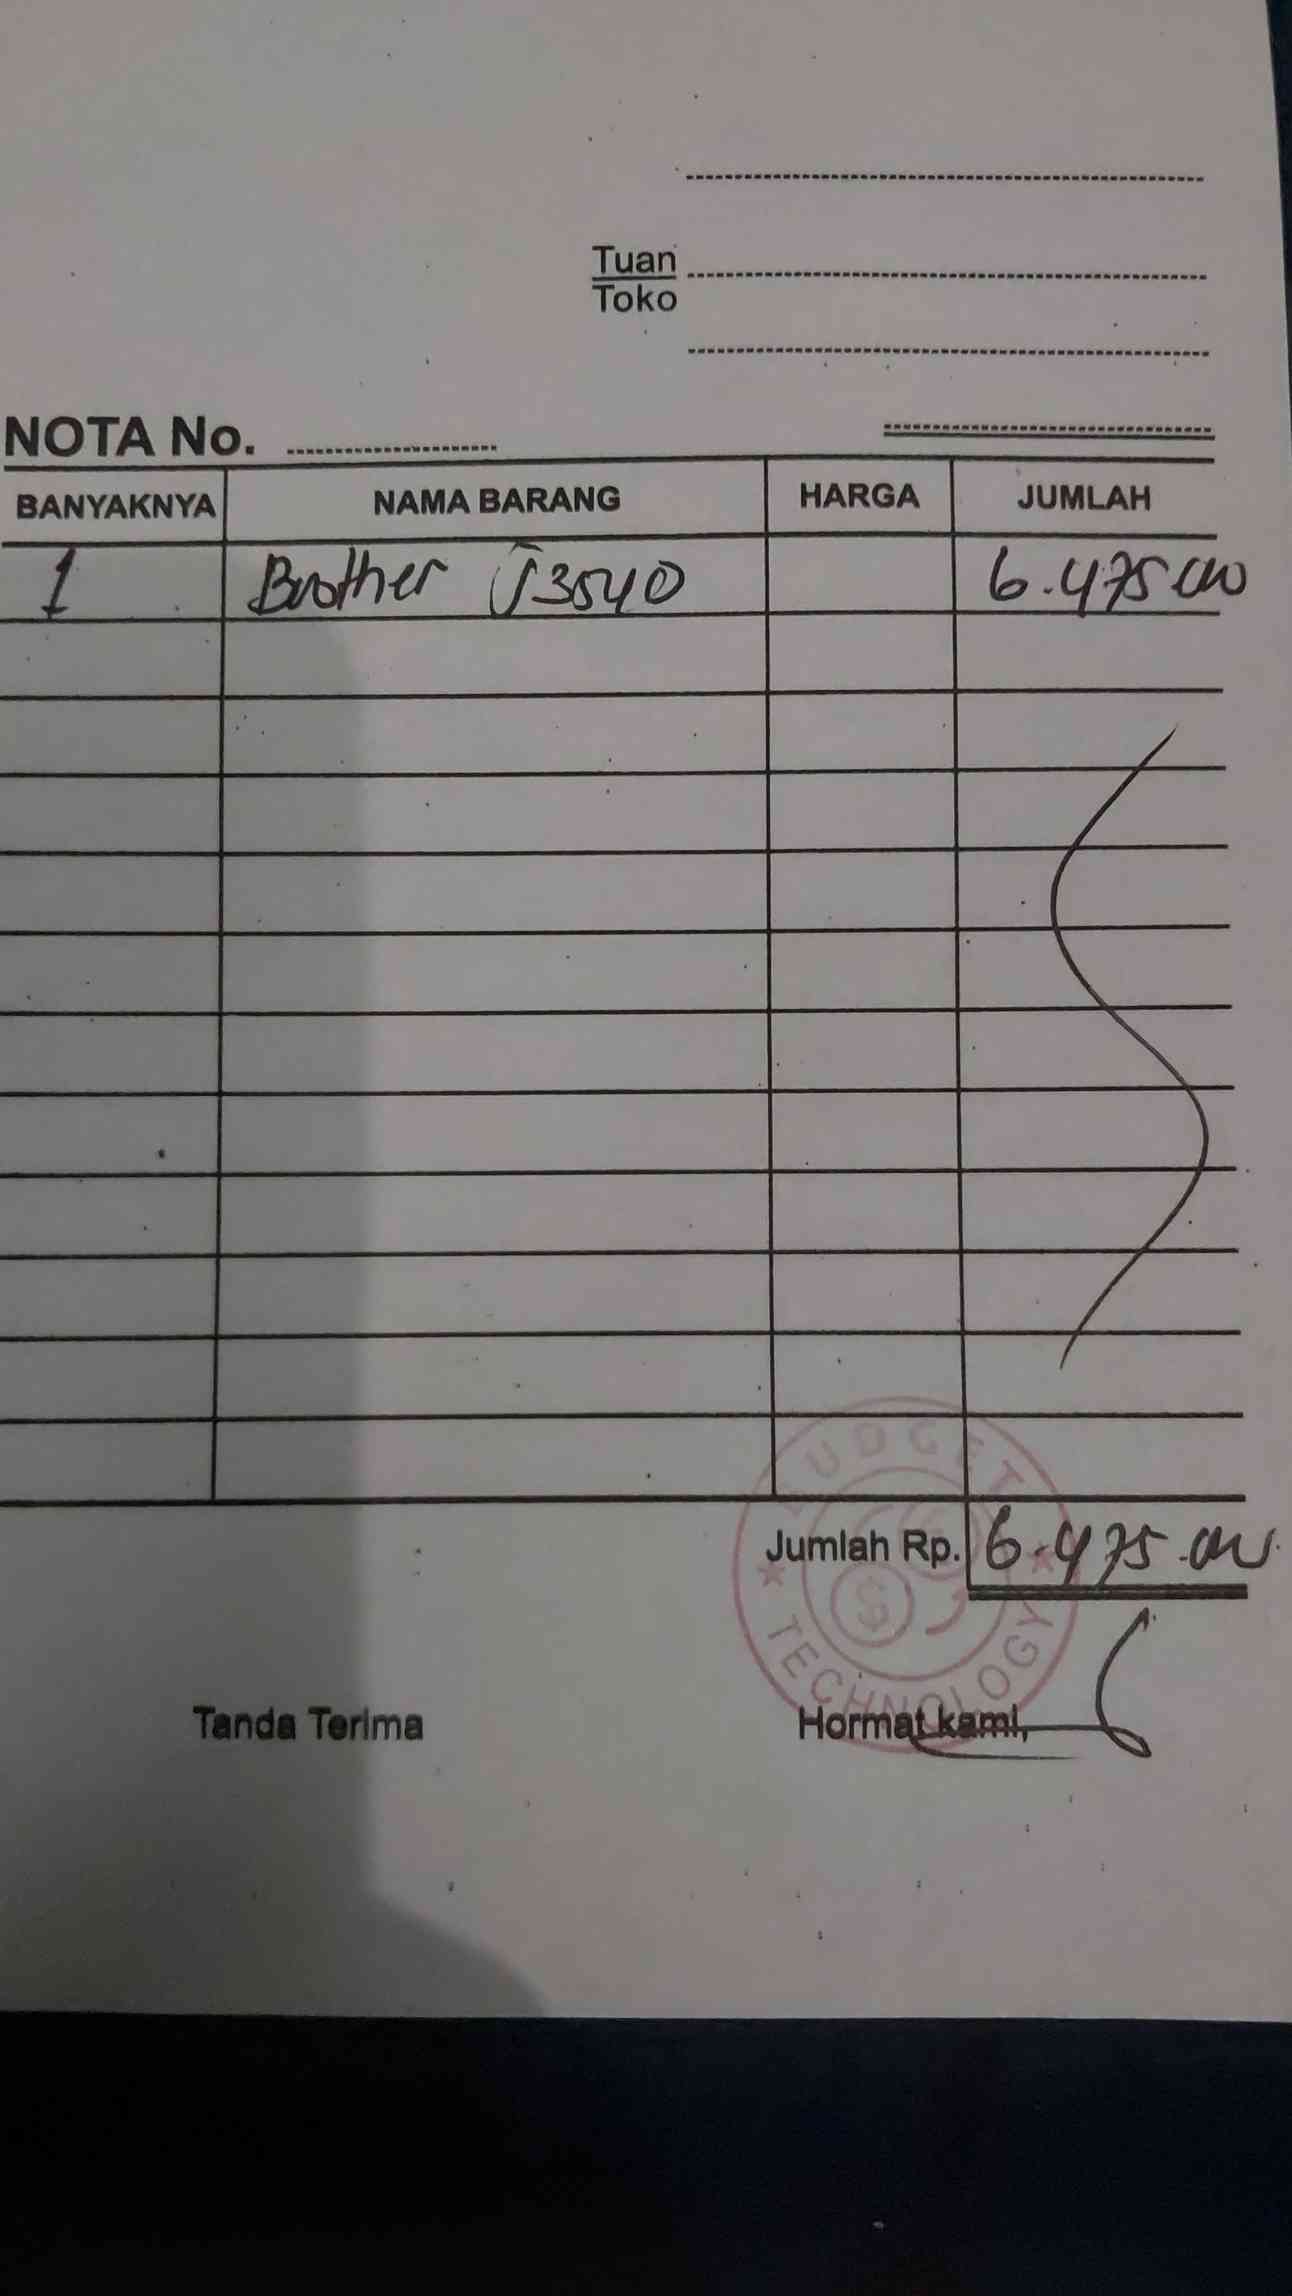 Tuan
Toko
NOTA No.
BANYAKNYA NAMA BARANG HARGA JUMLAH
1 Brother J3540 6.475.000
Jumlah Rp. 6.475.000
BUDGET
TECHNOLOGY
Tanda Terima Hormat kami,